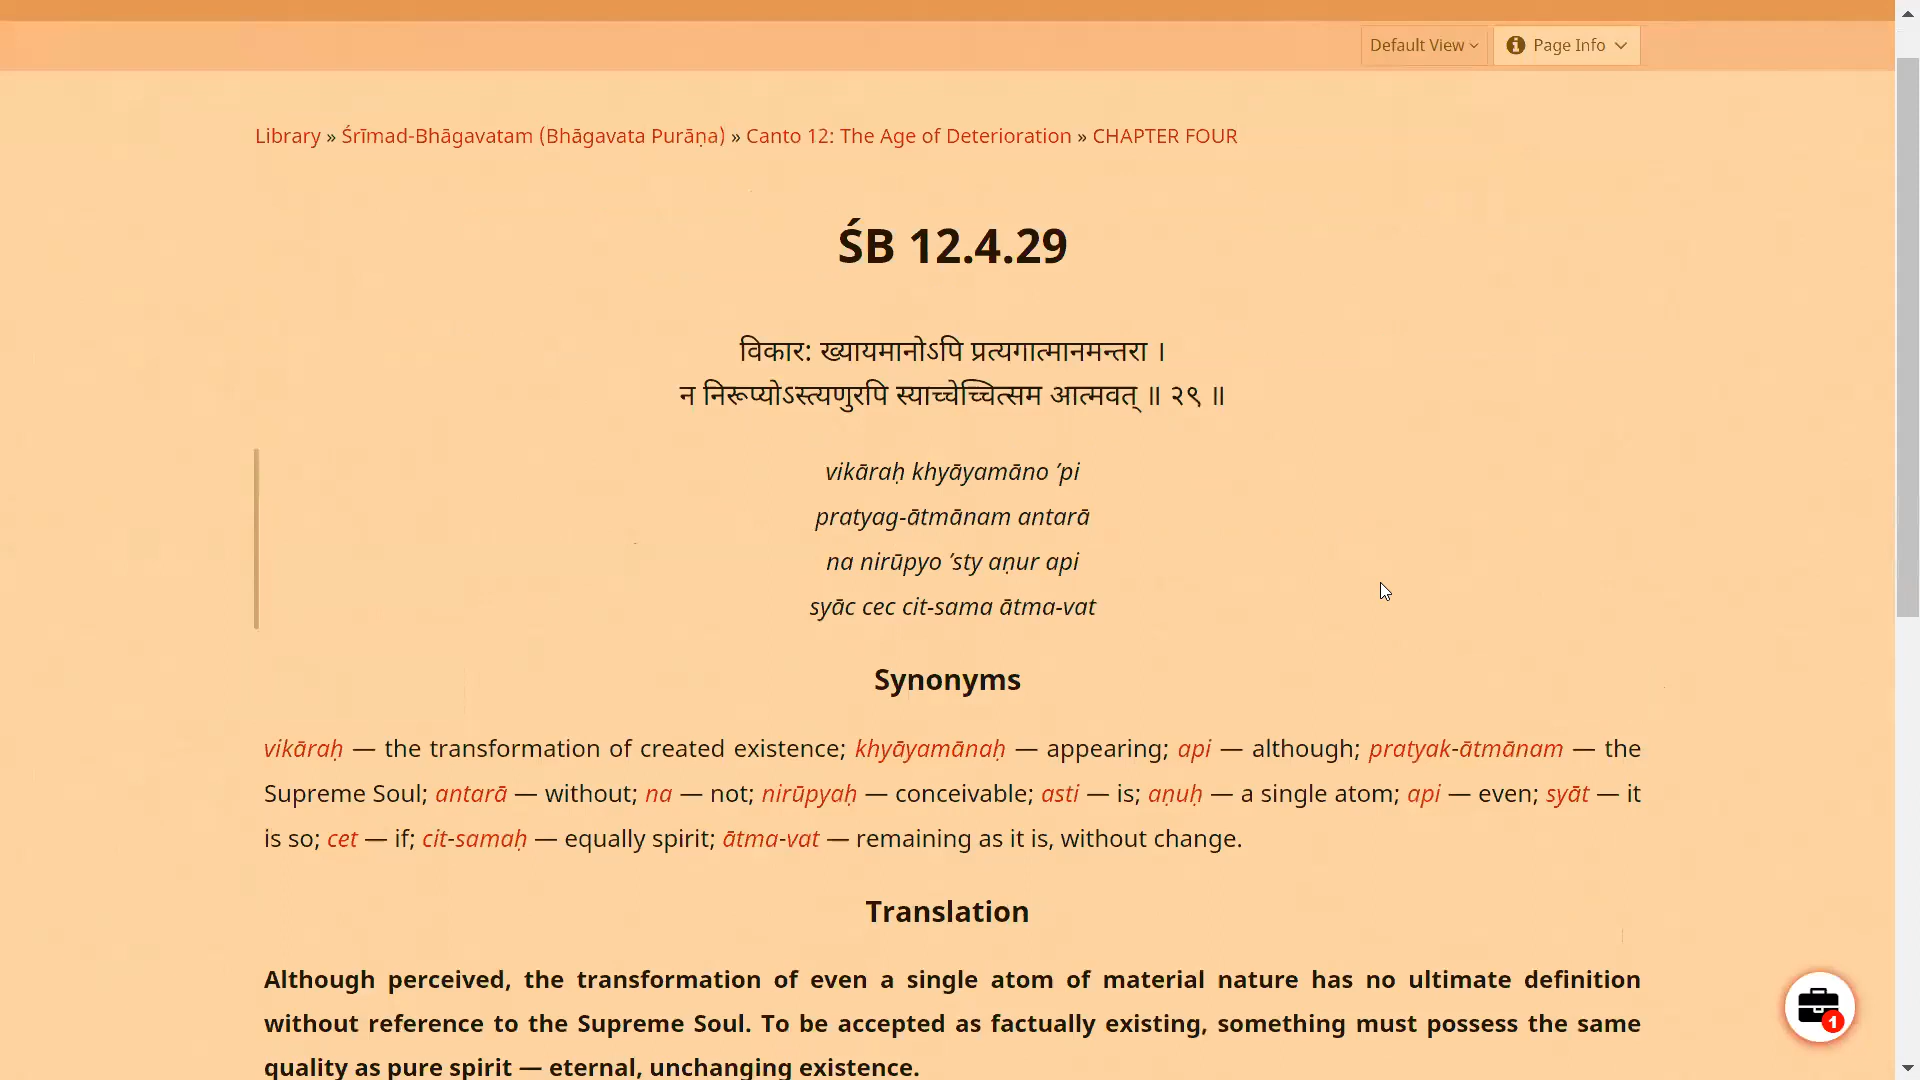 Default View
Page Info
Library » Śrīmad-Bhāgavatam (Bhāgavata Purāṇa) » Canto 12: The Age of Deterioration » CHAPTER FOUR
ŚB 12.4.29
विकार: ख्यायमानोऽपि प्रत्यगात्मानमन्तरा ।
न निरूप्योऽस्त्यणुरपि स्याच्चेच्चित्सम आत्मवत् ॥ २९ ॥
vikāraḥ khyāyamāno ’pi
pratyag-ātmānam antarā
na nirūpyo ’sty aṇur api
syāc cec cit-sama ātma-vat
Synonyms
vikāraḥ — the transformation of created existence; khyāyamānaḥ — appearing; api — although; pratyak-ātmānam — the
Supreme Soul; antarā — without; na — not; nirūpyaḥ — conceivable; asti — is; aṇuḥ — a single atom; api — even; syāt — it
is so; cet — if; cit-samaḥ — equally spirit; ātma-vat — remaining as it is, without change.
Translation
Although perceived, the transformation of even a single atom of material nature has no ultimate definition
without reference to the Supreme Soul. To be accepted as factually existing, something must possess the same
quality as pure spirit — eternal, unchanging existence.
1